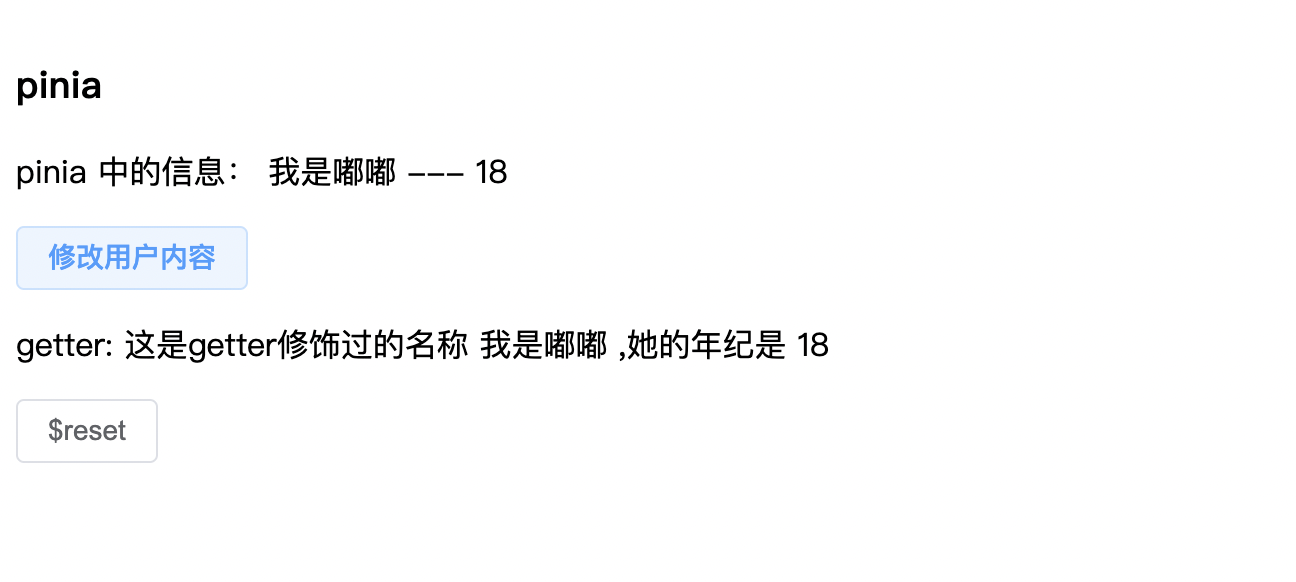 pinia
pinia 中的信息： 我是嘟嘟 --- 18
修改用户内容
getter: 这是getter修饰过的名称 我是嘟嘟 ,她的年纪是 18
$reset